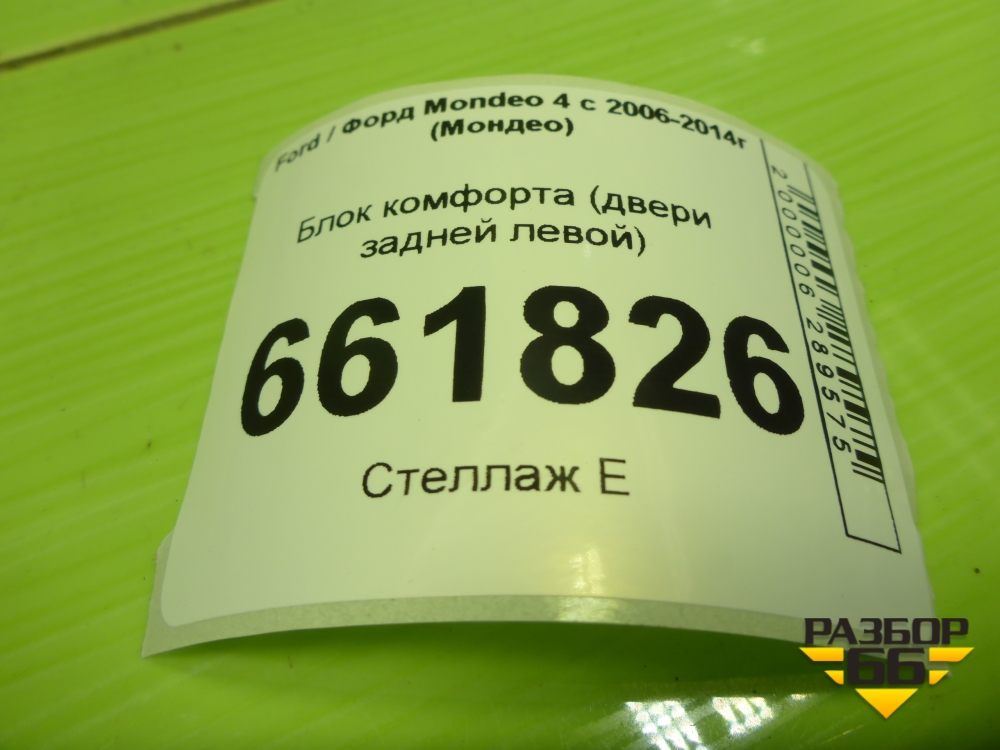 Ford / Форд Mondeo 4 с 2006-2014г
(Мондео)
Блок комфорта (двери
задней левой)
661826
Стеллаж Е
2000006289575
РАЗБОР
66